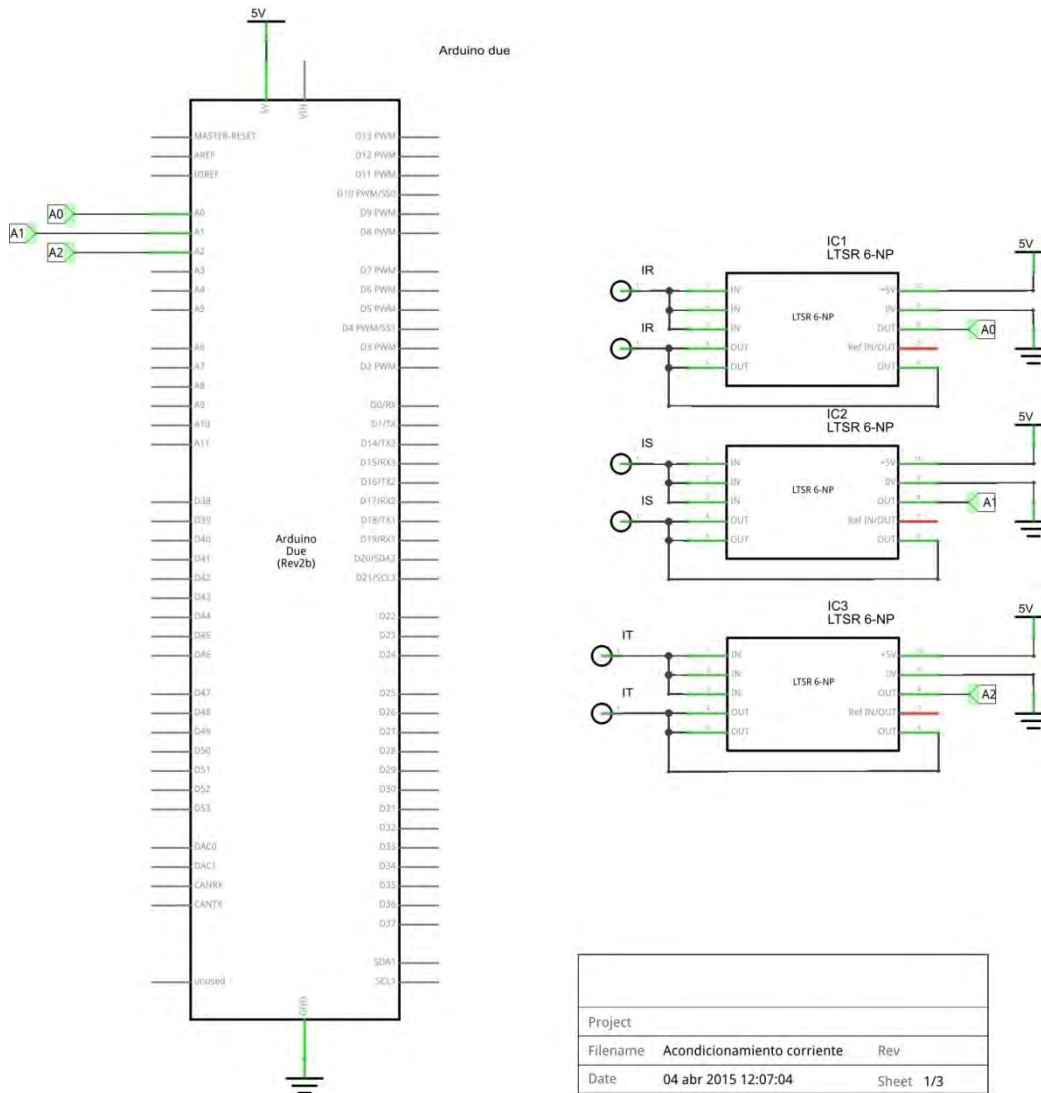 5V
Arduino due
5V
VIN
MASTER-RESET
AREF
IOREF
A0
A1
A2
A0
A1
A2
A3
A4
A5
A6
A7
A8
A9
A10
A11
D38
D39
D40
D41
D42
D43
D44
D45
D46
D47
D48
D49
D50
D51
D52
D53
DAC0
DAC1
CANRX
CANTX
unused
Arduino
Due
(Rev2b)
D13 PWM
D12 PWM
D11 PWM
D10 PWM/SS0
D9 PWM
D8 PWM
D7 PWM
D6 PWM
D5 PWM
D4 PWM/SS1
D3 PWM
D2 PWM
D0/RX
D1/TX
D14/TX3
D15/RX3
D16/TX2
D17/RX2
D18/TX1
D19/RX1
D20/SDA2
D21/SCL2
D22
D23
D24
D25
D26
D27
D28
D29
D30
D31
D32
D33
D34
D35
D36
D37
SDA1
SCL1
GND
IC1
LTSR 6-NP
5V
IR
IR
IN
IN
IN
OUT
OUT
LTSR 6-NP
+5V
0V
OUT
Ref IN/OUT
OUT
A0
IC2
LTSR 6-NP
5V
IS
IS
IN
IN
IN
OUT
OUT
LTSR 6-NP
+5V
0V
OUT
Ref IN/OUT
OUT
A1
IC3
LTSR 6-NP
5V
IT
IT
IN
IN
IN
OUT
OUT
LTSR 6-NP
+5V
0V
OUT
Ref IN/OUT
OUT
A2
Project
Filename Acondicionamiento corriente Rev
Date 04 abr 2015 12:07:04 Sheet 1/3